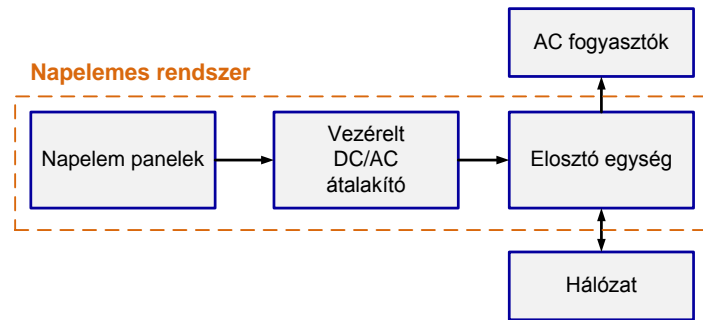 AC fogyasztók
Napelemes rendszer
Napelem panelek
Vezérelt
DC/AC
átalakító
Elosztó egység
Hálózat